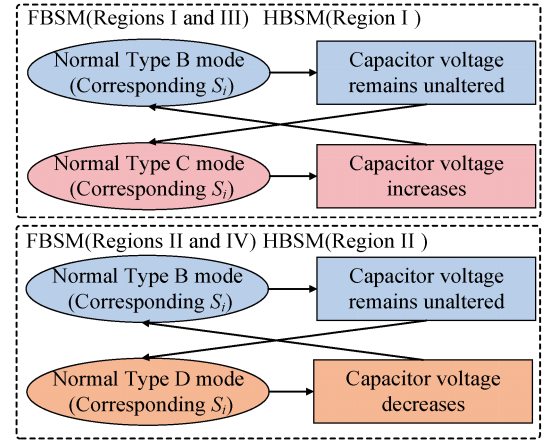 FBSM(Regions I and III) HBSM(Region I )
Normal Type B mode
(Corresponding Si)
Capacitor voltage
remains unaltered
Normal Type C mode
(Corresponding Si)
Capacitor voltage
increases
FBSM(Regions II and IV) HBSM(Region II )
Normal Type B mode
(Corresponding Si)
Capacitor voltage
remains unaltered
Normal Type D mode
(Corresponding Si)
Capacitor voltage
decreases